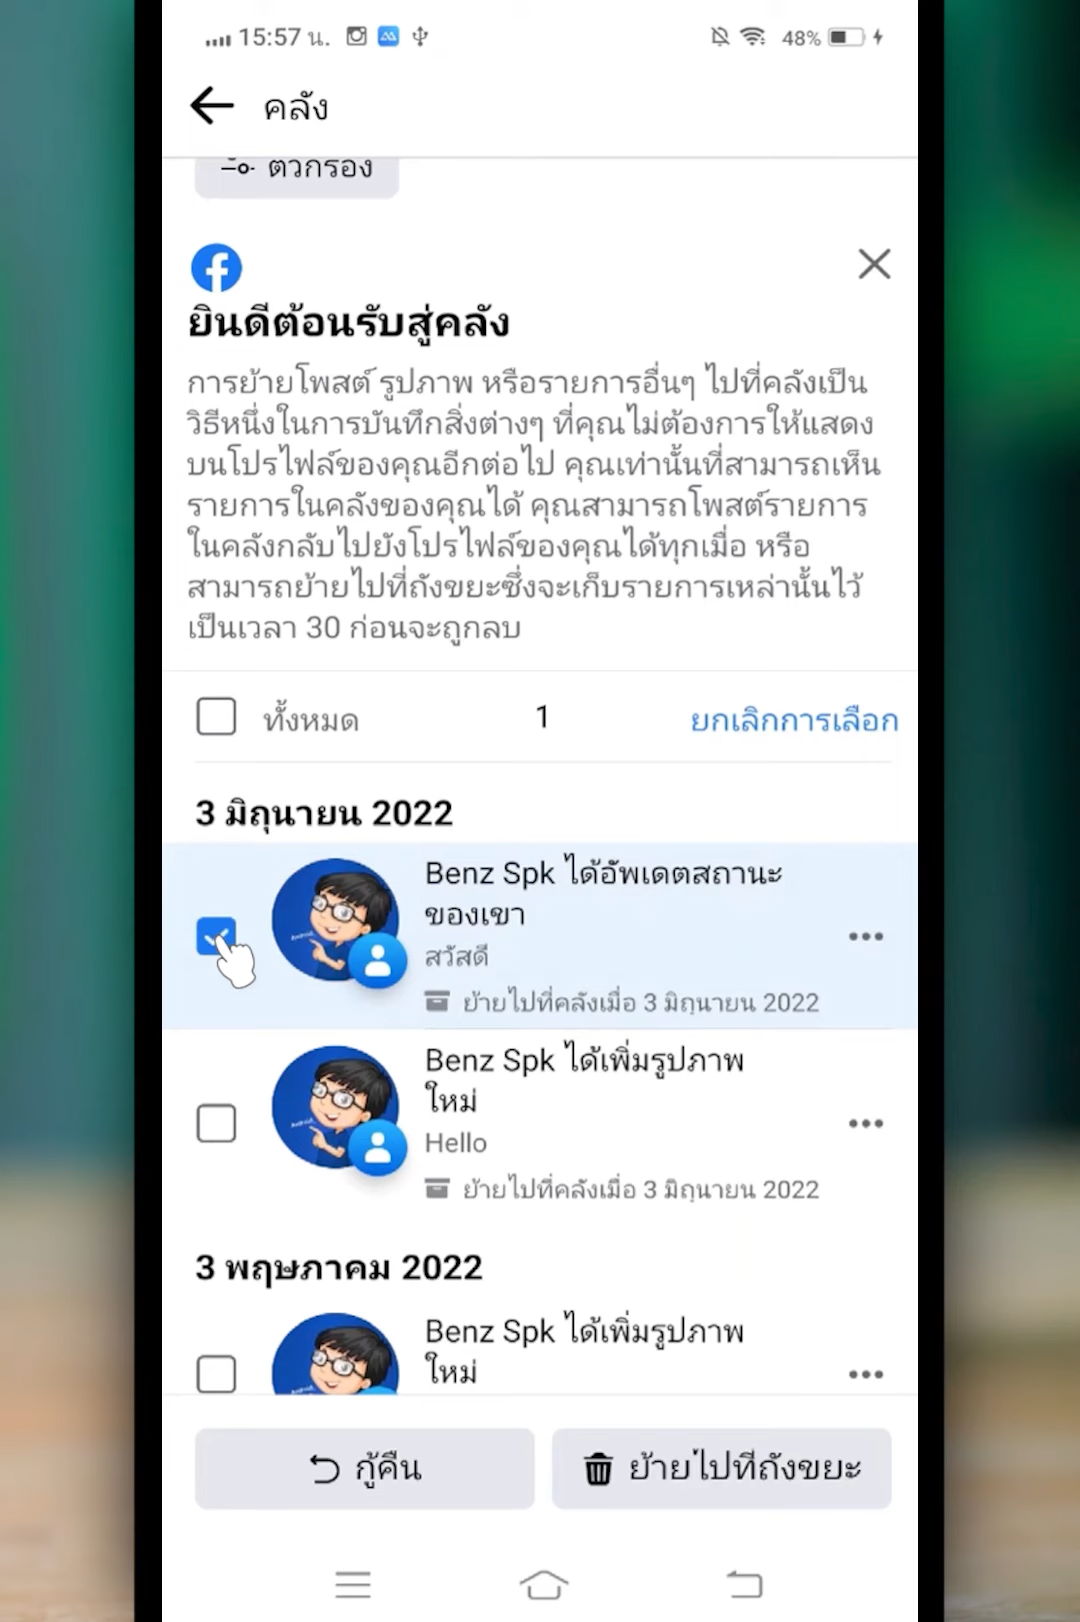 15:57 น.
48%
คลัง
ตัวกรอง
ยินดีต้อนรับสู่คลัง
การย้ายโพสต์ รูปภาพ หรือรายการอื่นๆ ไปที่คลังเป็น
วิธีหนึ่งในการบันทึกสิ่งต่างๆ ที่คุณไม่ต้องการให้แสดง
บนโปรไฟล์ของคุณอีกต่อไป คุณเท่านั้นที่สามารถเห็น
รายการในคลังของคุณได้ คุณสามารถโพสต์รายการ
ในคลังกลับไปยังโปรไฟล์ของคุณได้ทุกเมื่อ หรือ
สามารถย้ายไปที่ถังขยะซึ่งจะเก็บรายการเหล่านั้นไว้
เป็นเวลา 30 ก่อนจะถูกลบ
ทั้งหมด
1
ยกเลิกการเลือก
3 มิถุนายน 2022
Benz Spk ได้อัพเดตสถานะ
ของเขา
สวัสดี
ย้ายไปที่คลังเมื่อ 3 มิถุนายน 2022
Benz Spk ได้เพิ่มรูปภาพ
ใหม่
Hello
ย้ายไปที่คลังเมื่อ 3 มิถุนายน 2022
3 พฤษภาคม 2022
Benz Spk ได้เพิ่มรูปภาพ
ใหม่
กู้คืน
ย้ายไปที่ถังขยะ